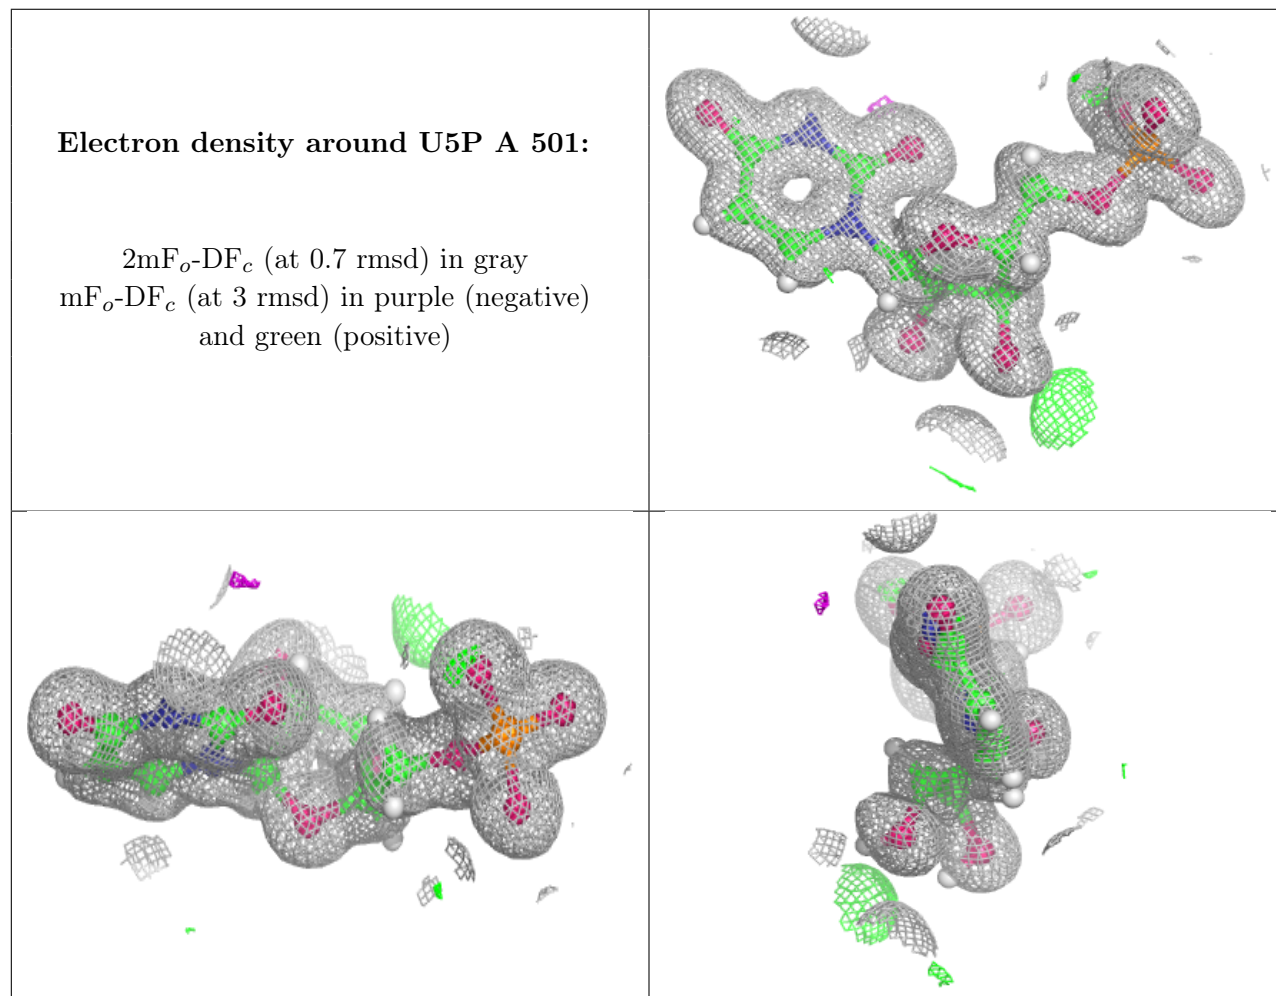 Electron density around U5P A 501:
2mFo-DFc (at 0.7 rmsd) in gray
mFo-DFc (at 3 rmsd) in purple (negative)
and green (positive)